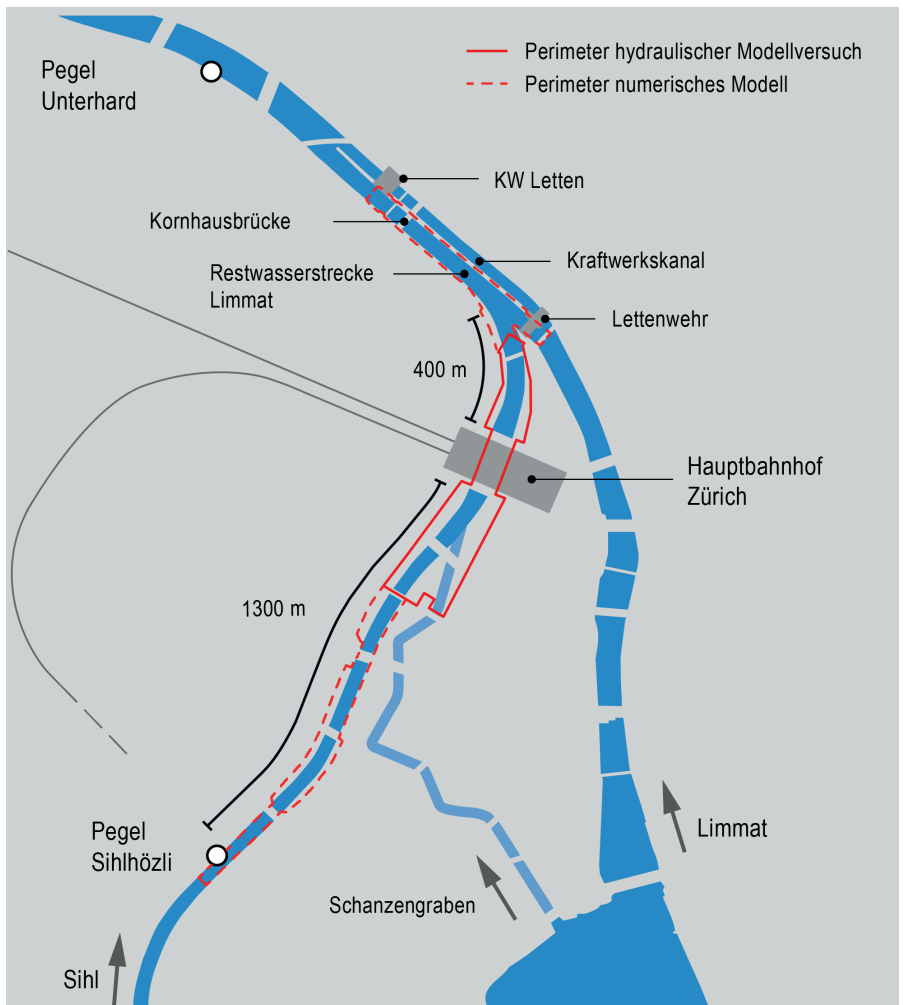 Perimeter hydraulischer Modellversuch
Perimeter numerisches Modell
Pegel
Unterhard
KW Letten
Kornhausbrücke
Kraftwerkskanal
Restwasserstrecke
Limmat
Lettenwehr
400 m
Hauptbahnhof
Zürich
1300 m
Pegel
Sihlhözli
Limmat
Schanzengraben
Sihl